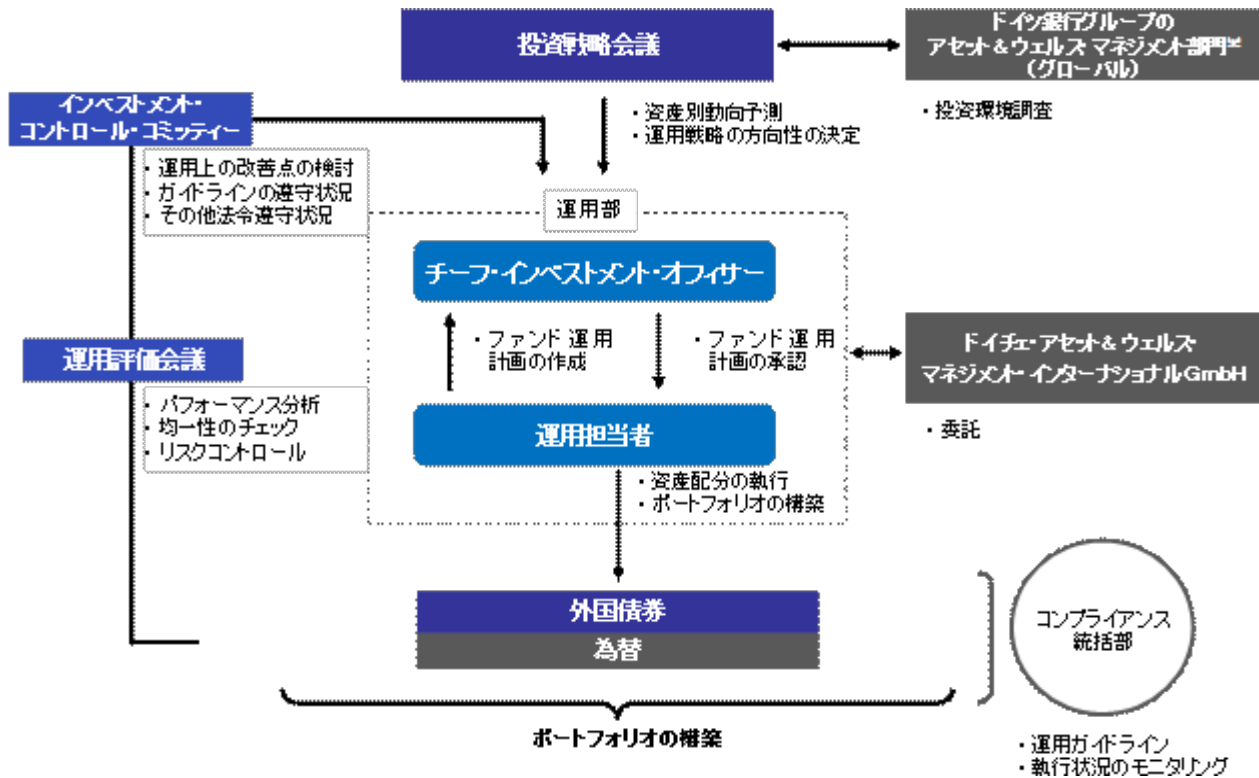 投資戦略会議
ドイツ銀行グループの
アセット&ウェルス・マネジメント部門
(グローバル)
・投資環境調査
・資産別動向予測
・運用戦略の方向性の決定
インベストメント・
コントロール・コミッティー
・運用上の改善点の検討
・ガイドラインの遵守状況
・その他法令遵守状況
運用部
チーフ・インベストメント・オフィサー
・ファンド運用
計画の作成
・ファンド運用
計画の承認
ドイチェ・アセット&ウェルス・
マネジメント・インターナショナルGmbH
・委託
運用評価会議
・パフォーマンス分析
・均一性のチェック
・リスクコントロール
運用担当者
・資産配分の執行
・ポートフォリオの構築
外国債券
為替
コンプライアンス
統括部
ポートフォリオの構築
・運用ガイドライン
・執行状況のモニタリング